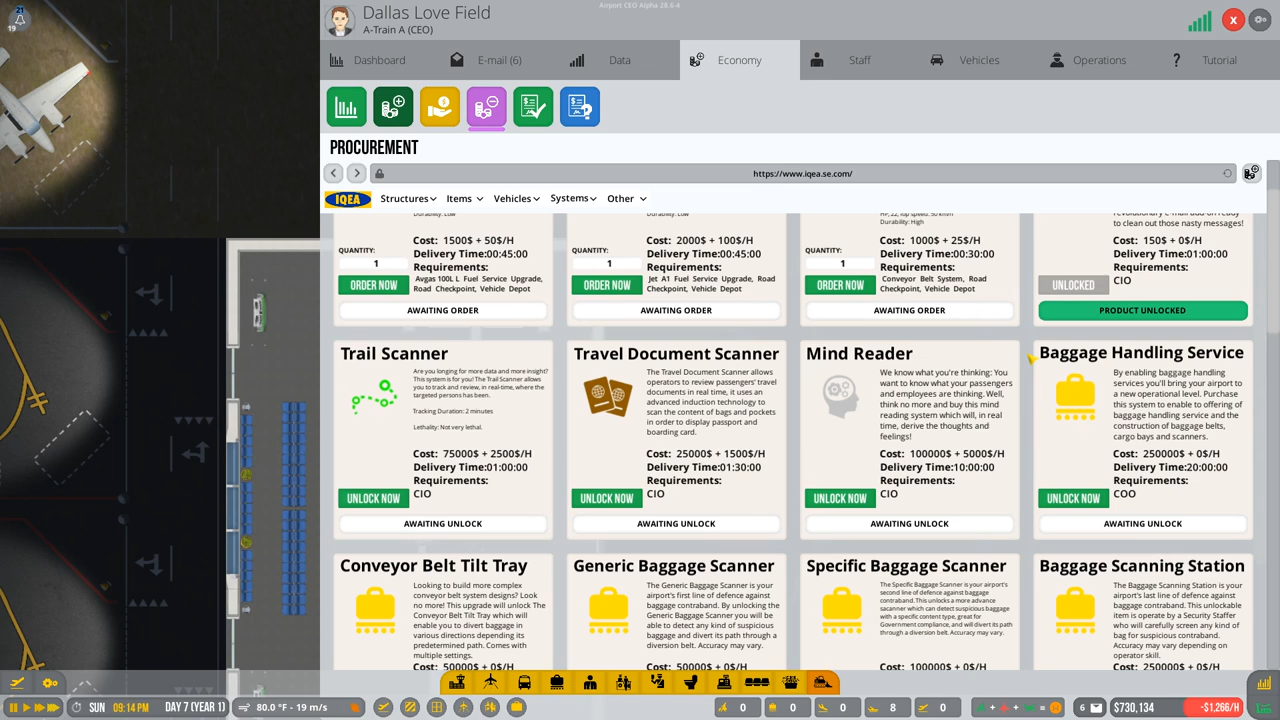 Airport CEO Alpha 28.6-4
21
19
Dallas Love Field
A-Train A (CEO)
X
Dashboard
E-mail (6)
Data
Economy
Staff
Vehicles
Operations
? Tutorial
PROCUREMENT
https://www.iqea.se.com/
IQEA
Structures
Items
Vehicles
Systems
Other
Durability: Low
QUANTITY:
1
Cost: 1500$ + 50$/H
Delivery Time:00:45:00
Requirements:
Avgas 100L L Fuel Service Upgrade,
Road Checkpoint, Vehicle Depot
ORDER NOW
AWAITING ORDER
Durability: Low
QUANTITY:
1
Cost: 2000$ + 100$/H
Delivery Time:00:45:00
Requirements:
Jet A1 Fuel Service Upgrade, Road
Checkpoint, Vehicle Depot
ORDER NOW
AWAITING ORDER
Durability: High
QUANTITY:
1
Cost: 1000$ + 25$/H
Delivery Time:00:30:00
Requirements:
Conveyor Belt System, Road
Checkpoint, Vehicle Depot
ORDER NOW
AWAITING ORDER
revolutionary e-mail add-on ready
to clean out those nasty messages!
Cost: 150$ + 0$/H
Delivery Time:01:00:00
Requirements:
CIO
UNLOCKED
PRODUCT UNLOCKED
Trail Scanner
Are you longing for more data and more insight?
This system is for you! The Trail Scanner allows
you to track and review, in real-time, where the
targeted persons has been.
Tracking Duration: 2 minutes
Lethality: Not very lethal.
Cost: 75000$ + 2500$/H
Delivery Time:01:00:00
Requirements:
CIO
UNLOCK NOW
AWAITING UNLOCK
Travel Document Scanner
The Travel Document Scanner allows
operators to review passengers' travel
documents in real time, it uses an
advanced induction technology to
scan the content of bags and pockets
in order to display passport and
boarding card.
Cost: 25000$ + 1500$/H
Delivery Time:01:30:00
Requirements:
CIO
UNLOCK NOW
AWAITING UNLOCK
Mind Reader
We know what you're thinking: You
want to know what your passengers
and employees are thinking. Well,
think no more and buy this mind
reading system which will, in real
time, derive the thoughts and
feelings!
Cost: 100000$ + 5000$/H
Delivery Time:10:00:00
Requirements:
CIO
UNLOCK NOW
AWAITING UNLOCK
Baggage Handling Service
By enabling baggage handling
services you'll bring your airport to
a new operational level. Purchase
this system to enable to offering of
baggage handling service and the
construction of baggage belts,
cargo bays and scanners.
Cost: 250000$ + 0$/H
Delivery Time:20:00:00
Requirements:
COO
UNLOCK NOW
AWAITING UNLOCK
Conveyor Belt Tilt Tray
Looking to build more complex
conveyor belt system designs? Look
no more! This upgrade will unlock The
Conveyor Belt Tilt Tray which will
enable you to divert baggage in
various directions depending its
predetermined path. Comes with
multiple settings.
Cost: 50000$ + 0$/H
Generic Baggage Scanner
The Generic Baggage Scanner is your
airport's first line of defence against
baggage contraband. By unlocking the
Generic Baggage Scanner you will be
able to detect any kind of suspicious
baggage and divert its path through a
diversion belt. Accuracy may vary.
Cost: 50000$ + 0$/H
Specific Baggage Scanner
The Specific Baggage Scanner is your airport's
second line of defence against baggage
contraband. This unlocks a more advance
sacanner which can detect suspicious baggage
with a specific content type, great for
Government compliance, and will divert its path
through a diversion belt. Accuracy may vary.
Cost: 100000$ + 0$/H
Baggage Scanning Station
The Baggage Scanning Station is your
airport's last line of defence against
baggage contraband. This unlockable
item is operate by a Security Staffer
who will carefully screen any kind of
bag for suspicious contraband.
Accuracy may vary depending on
operator skill.
Cost: 250000$ + 0$/H
SUN 09:14 PM DAY 7 (YEAR 1)
80.0 °F - 19 m/s
0
0
0
8
0
6
$730,134
-$1,266/H